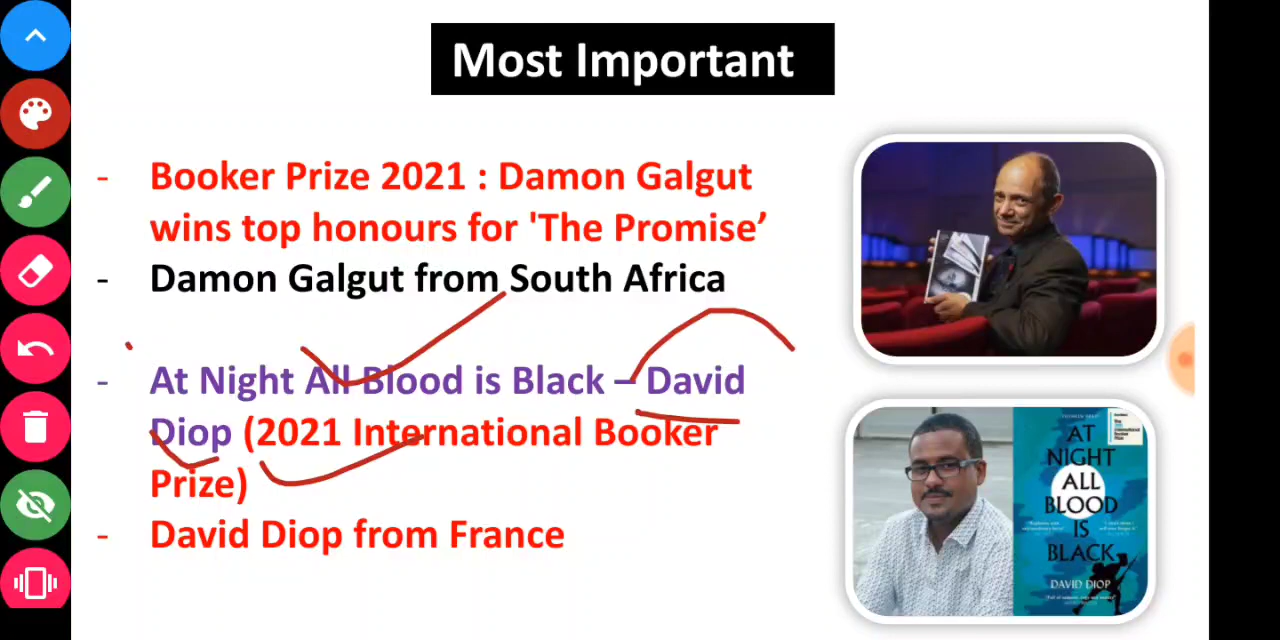 Most Important
- Booker Prize 2021 : Damon Galgut
wins top honours for 'The Promise’
- Damon Galgut from South Africa
- At Night All Blood is Black – David
Diop (2021 International Booker
Prize)
- David Diop from France
AT
NIGHT
ALL
BLOOD
IS
BLACK
DAVID DIOP